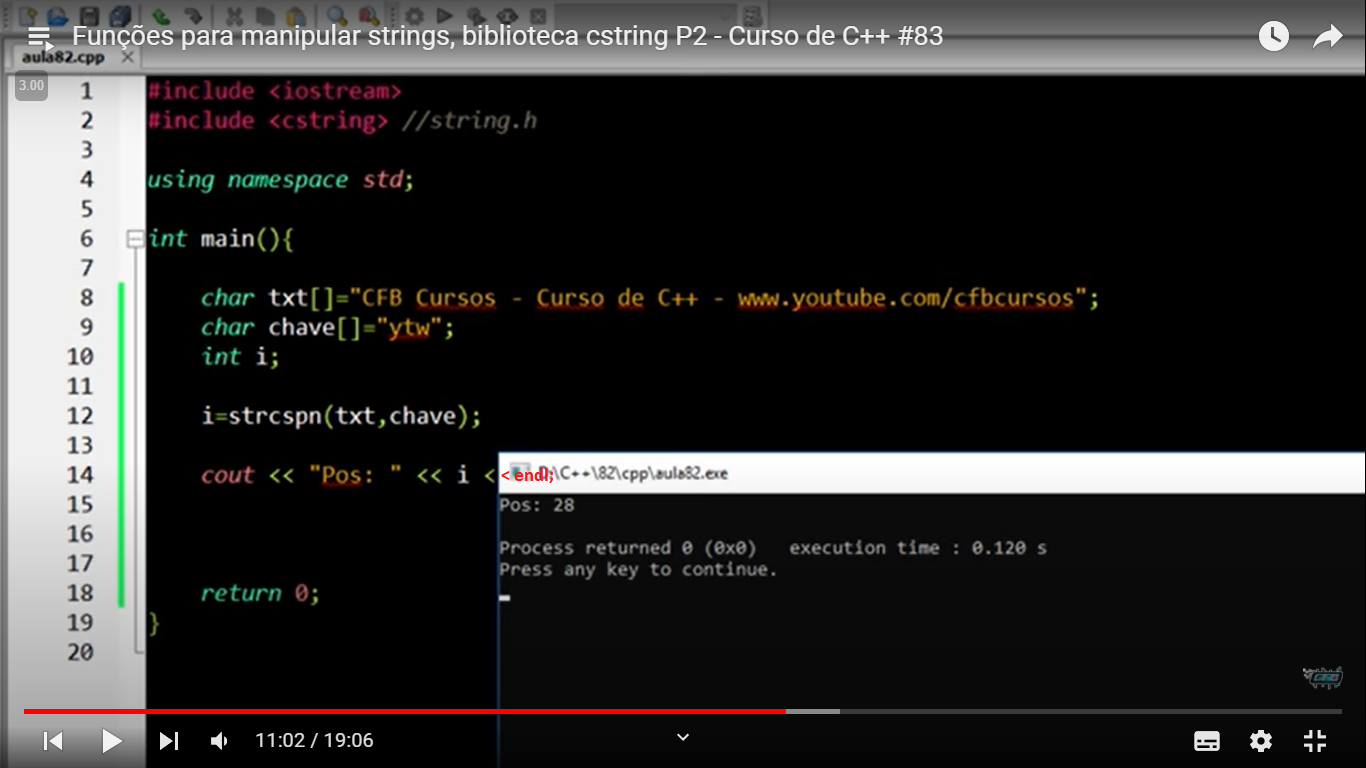 Funções para manipular strings, biblioteca cstring P2 - Curso de C++ #83
aula82.cpp
3.00
1 #include <iostream>
2 #include <cstring> //string.h
3
4 using namespace std;
5
6 int main(){
7
8 char txt[]="CFB Cursos - Curso de C++ - www.youtube.com/cfbcursos";
9 char chave[]="ytw";
10 int i;
11
12 i=strcspn(txt,chave);
13
14 cout << "Pos: " << i << endl;
15
16
17
18 return 0;
19 }
20
D:\C++\82\cpp\aula82.exe
Pos: 28
Process returned 0 (0x0) execution time : 0.120 s
Press any key to continue.
11:02 / 19:06